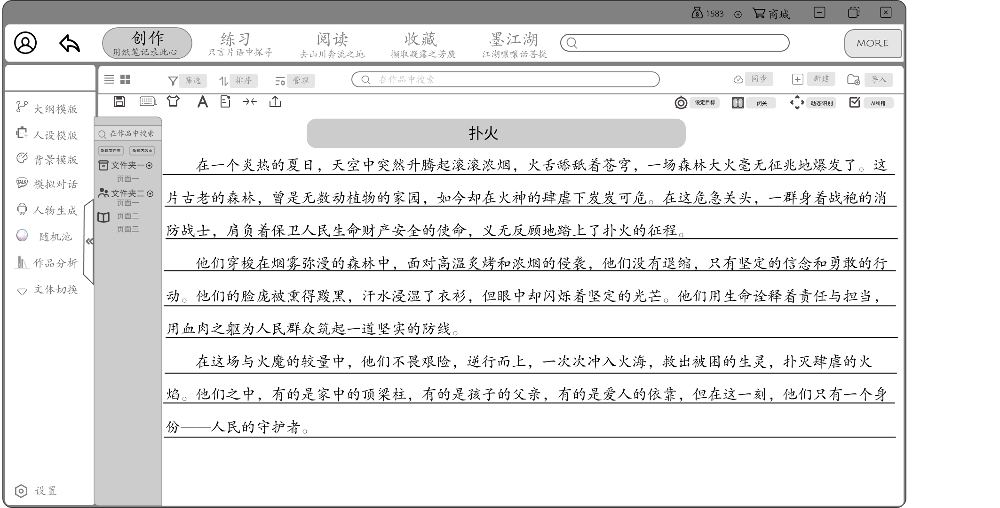 1583 商城
创作 练习 阅读 收藏 墨江湖
用纸笔记录此心 只言片语中探寻 去山川奔流之地 撷取凝露之芳庾 江湖嚷嚷话菩提
MORE
筛选 排序 管理 在作品中搜索 同步 新建 导入
设定目标 闭关 动态识别 AI纠错
大纲模版
人设模版
背景模版
TALK 模拟对话
人物生成
随机池
作品分析
文体切换
设置
在作品中搜索
新建文件夹 新建内容页
文件夹一
页面一
文件夹二
页面一
页面二
页面三
扑火
在一个炎热的夏日，天空中突然升腾起滚滚浓烟，火舌舔舐着苍穹，一场森林大火毫无征兆地爆发了。这
片古老的森林，曾是无数动植物的家园，如今却在火神的肆虐下岌岌可危。在这危急关头，一群身着战袍的消
防战士，肩负着保卫人民生命财产安全的使命，义无反顾地踏上了扑火的征程。
他们穿梭在烟雾弥漫的森林中，面对高温炙烤和浓烟的侵袭，他们没有退缩，只有坚定的信念和勇敢的行
动。他们的脸庞被熏得黢黑，汗水浸湿了衣衫，但眼中却闪烁着坚定的光芒。他们用生命诠释着责任与担当，
用血肉之躯为人民群众筑起一道坚实的防线。
在这场与火魔的较量中，他们不畏艰险，逆行而上，一次次冲入火海，救出被困的生灵，扑灭肆虐的火
焰。他们之中，有的是家中的顶梁柱，有的是孩子的父亲，有的是爱人的依靠，但在这一刻，他们只有一个身
份——人民的守护者。